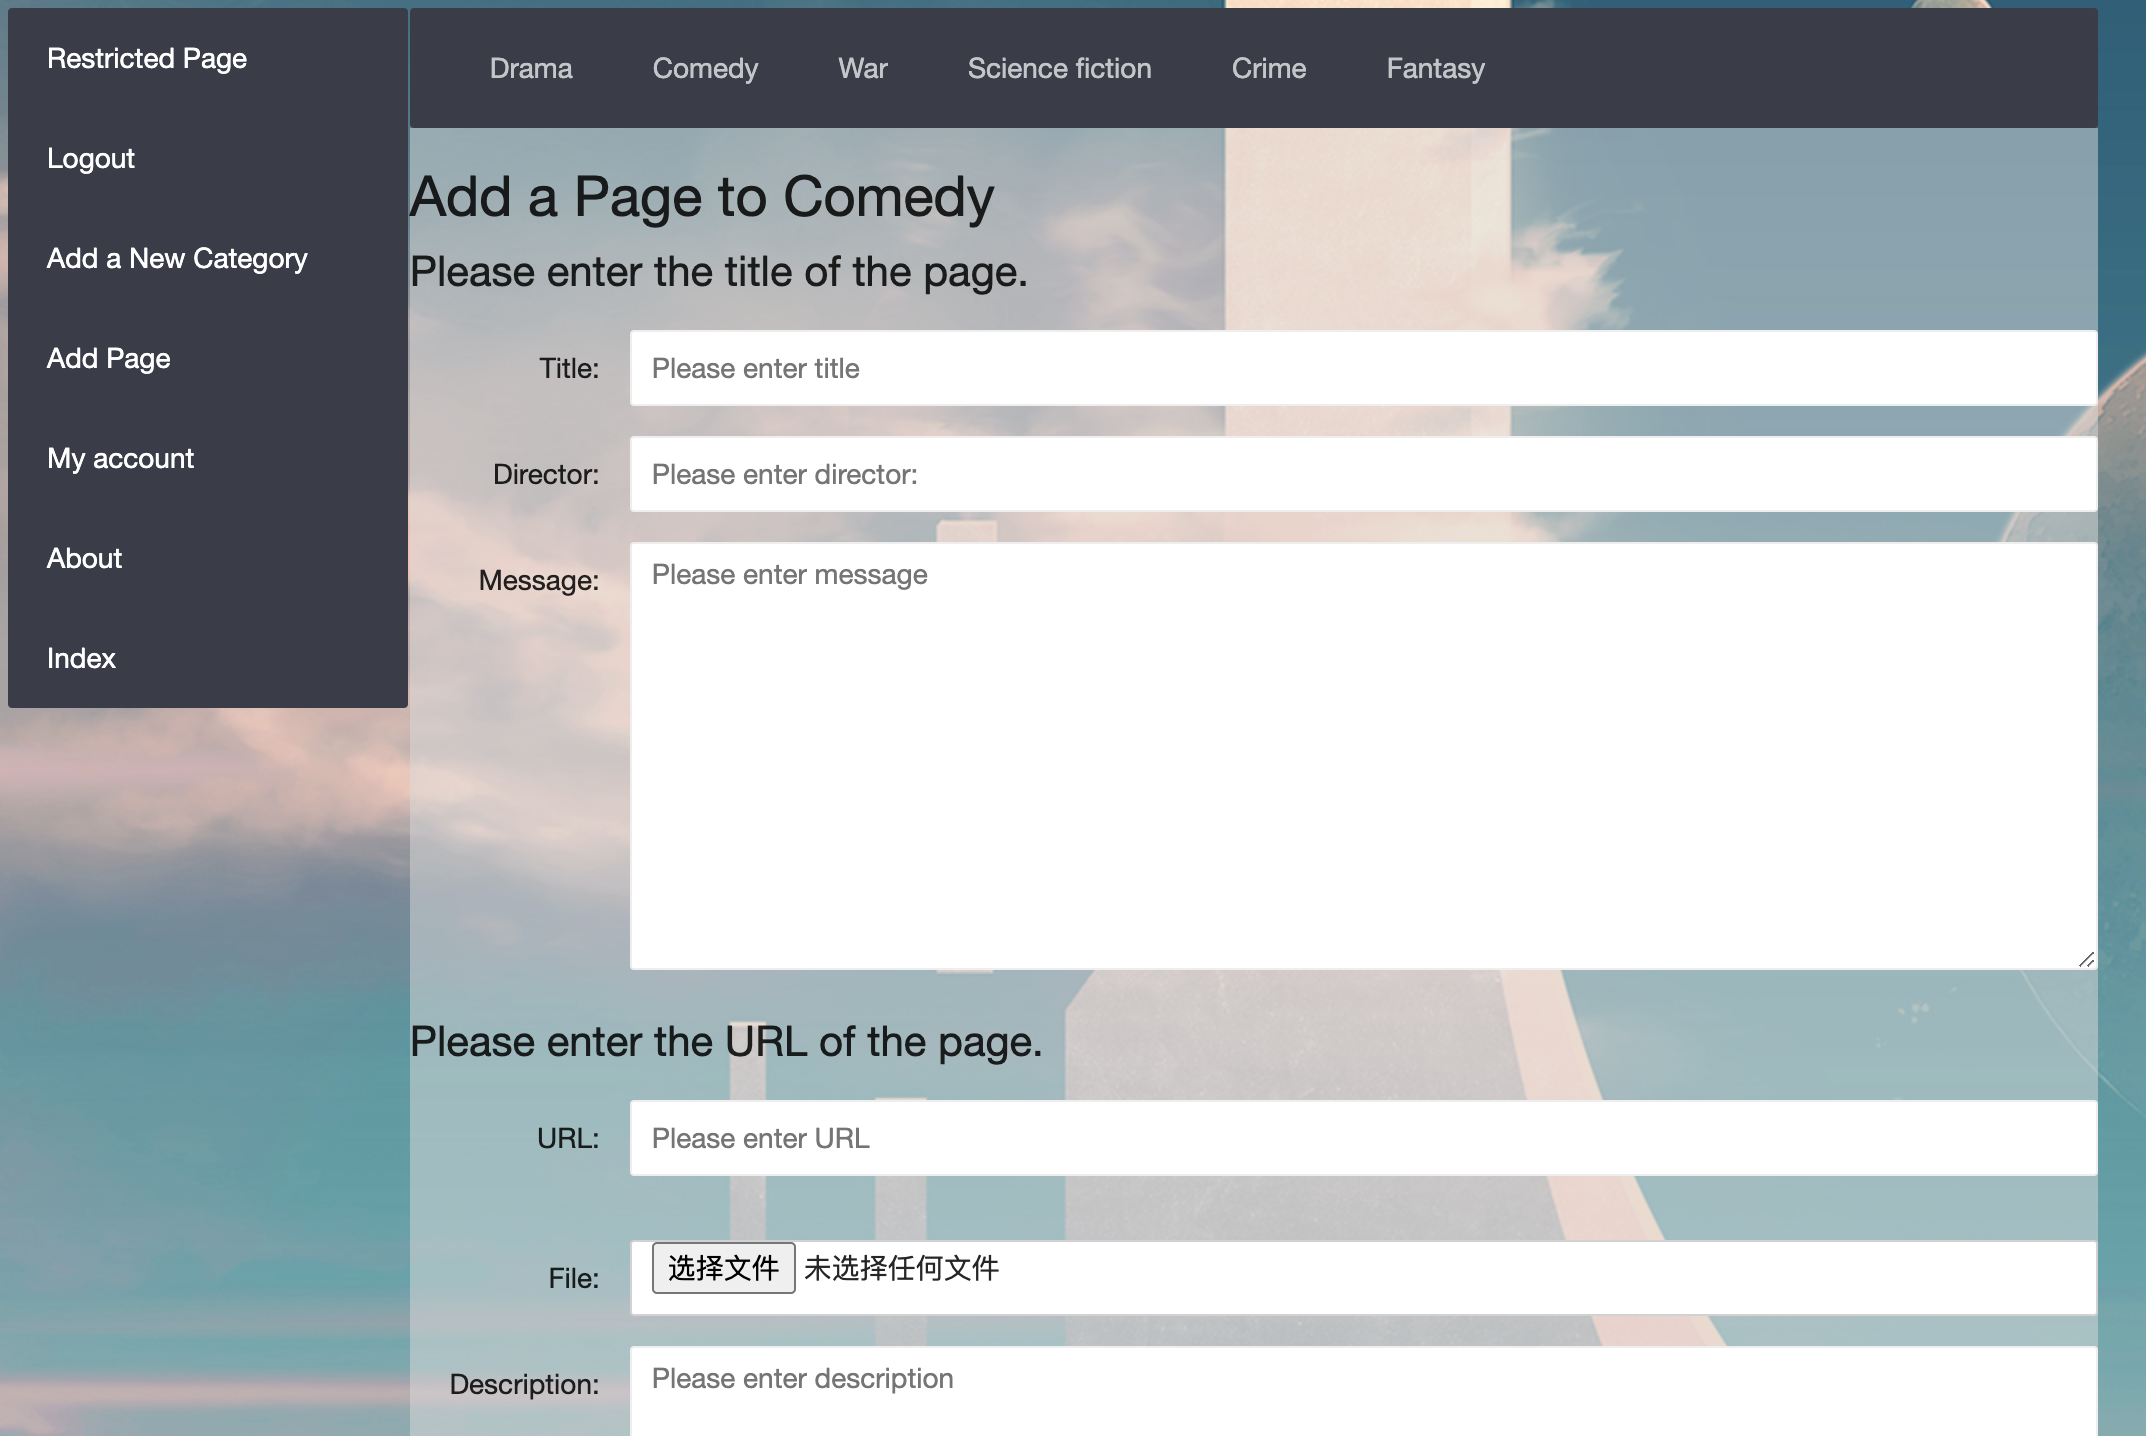 Restricted Page
Logout
Add a New Category
Add Page
My account
About
Index
Drama Comedy War Science fiction Crime Fantasy
Add a Page to Comedy
Please enter the title of the page.
Title: Please enter title
Director: Please enter director:
Message: Please enter message
Please enter the URL of the page.
URL: Please enter URL
File: 选择文件 未选择任何文件
Description: Please enter description